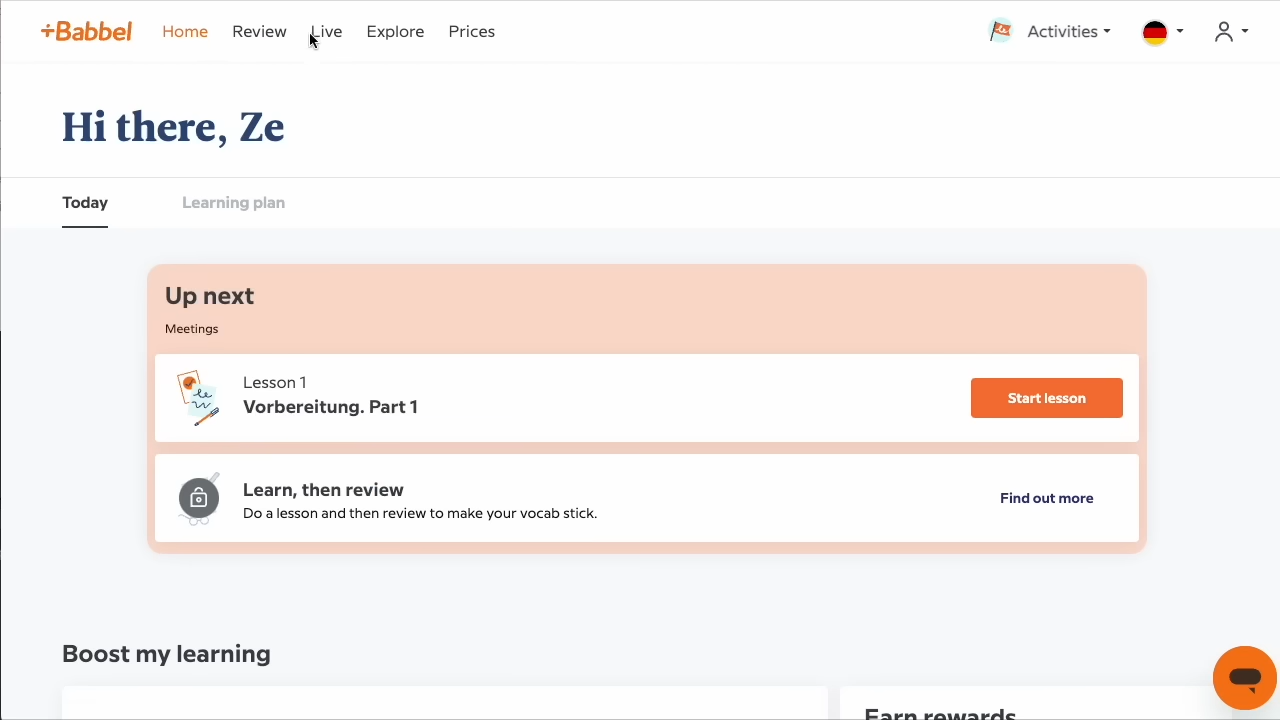 +Babbel Home Review Live Explore Prices Activities
Hi there, Ze
Today Learning plan
Up next
Meetings
Lesson 1
Vorbereitung. Part 1
Start lesson
Learn, then review
Do a lesson and then review to make your vocab stick.
Find out more
Boost my learning
Earn rewards